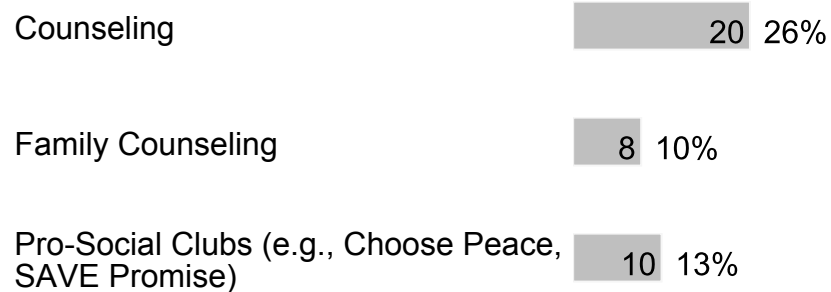 Counseling 20 26%
Family Counseling 8 10%
Pro-Social Clubs (e.g., Choose Peace,
SAVE Promise) 10 13%